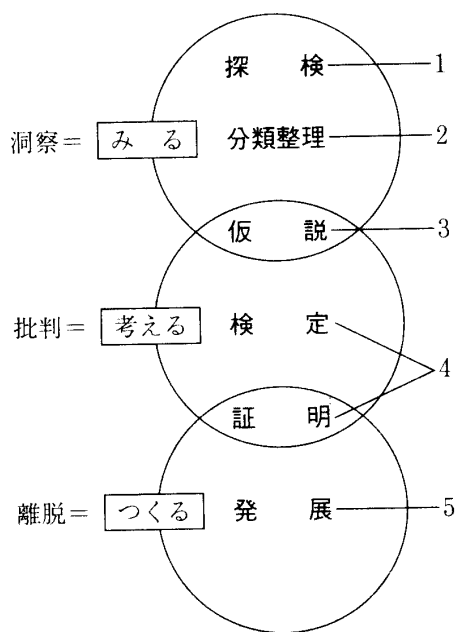 探検 1
洞察= みる 分類整理 2
仮説 3
批判= 考える 検定
4
証明
離脱= つくる 発展 5